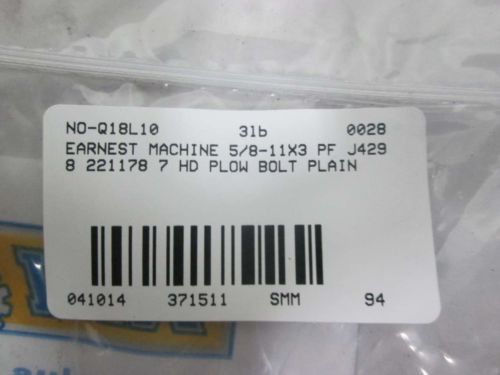 NO-Q18L10 3lb 0028
EARNEST MACHINE 5/8-11X3 PF J429
8 221178 7 HD PLOW BOLT PLAIN
041014 371511 SMM 94